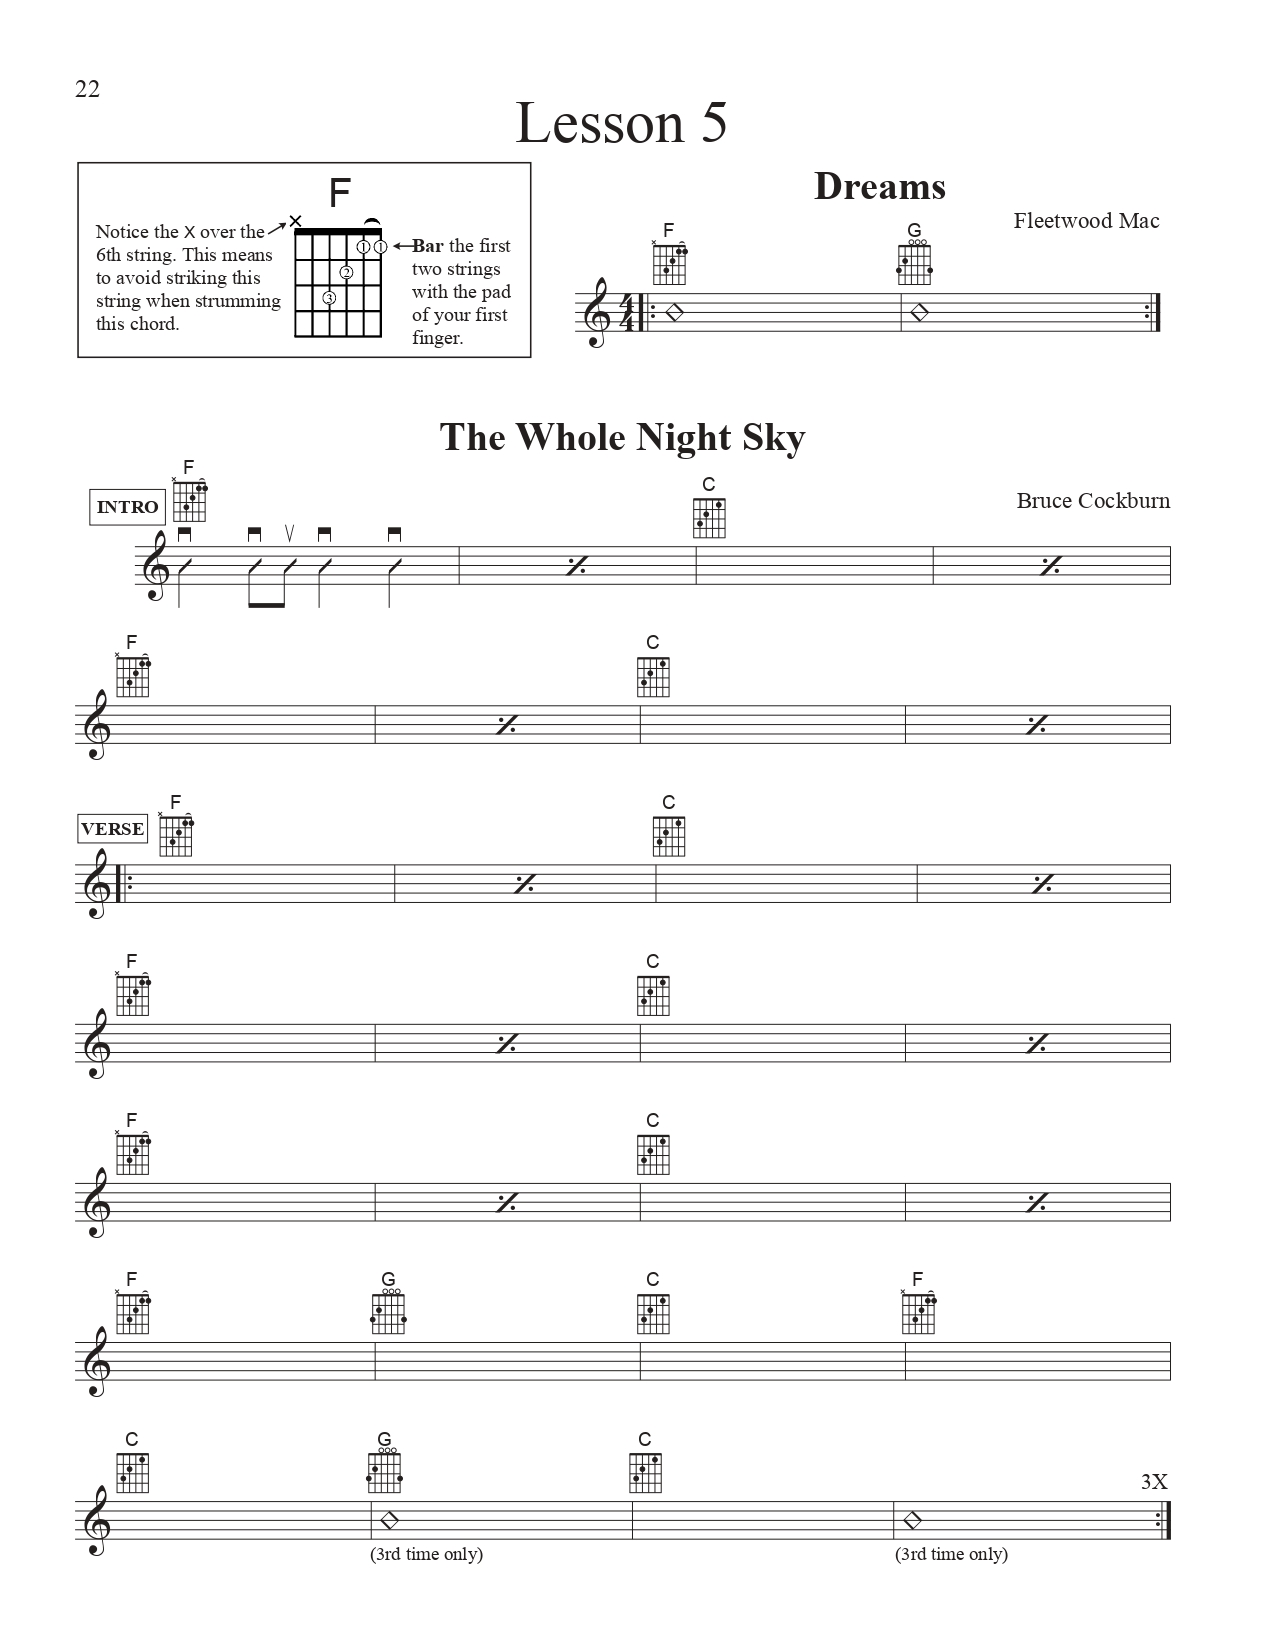 22
Lesson 5
F
Notice the X over the
6th string. This means
to avoid striking this
string when strumming
this chord.
×
1 1
2
3
Bar the first
two strings
with the pad
of your first
finger.
Dreams
Fleetwood Mac
F G
4
4
The Whole Night Sky
Bruce Cockburn
INTRO
F C
F C
VERSE
F C
F C
F C
F G C F
C G C
3X
(3rd time only) (3rd time only)